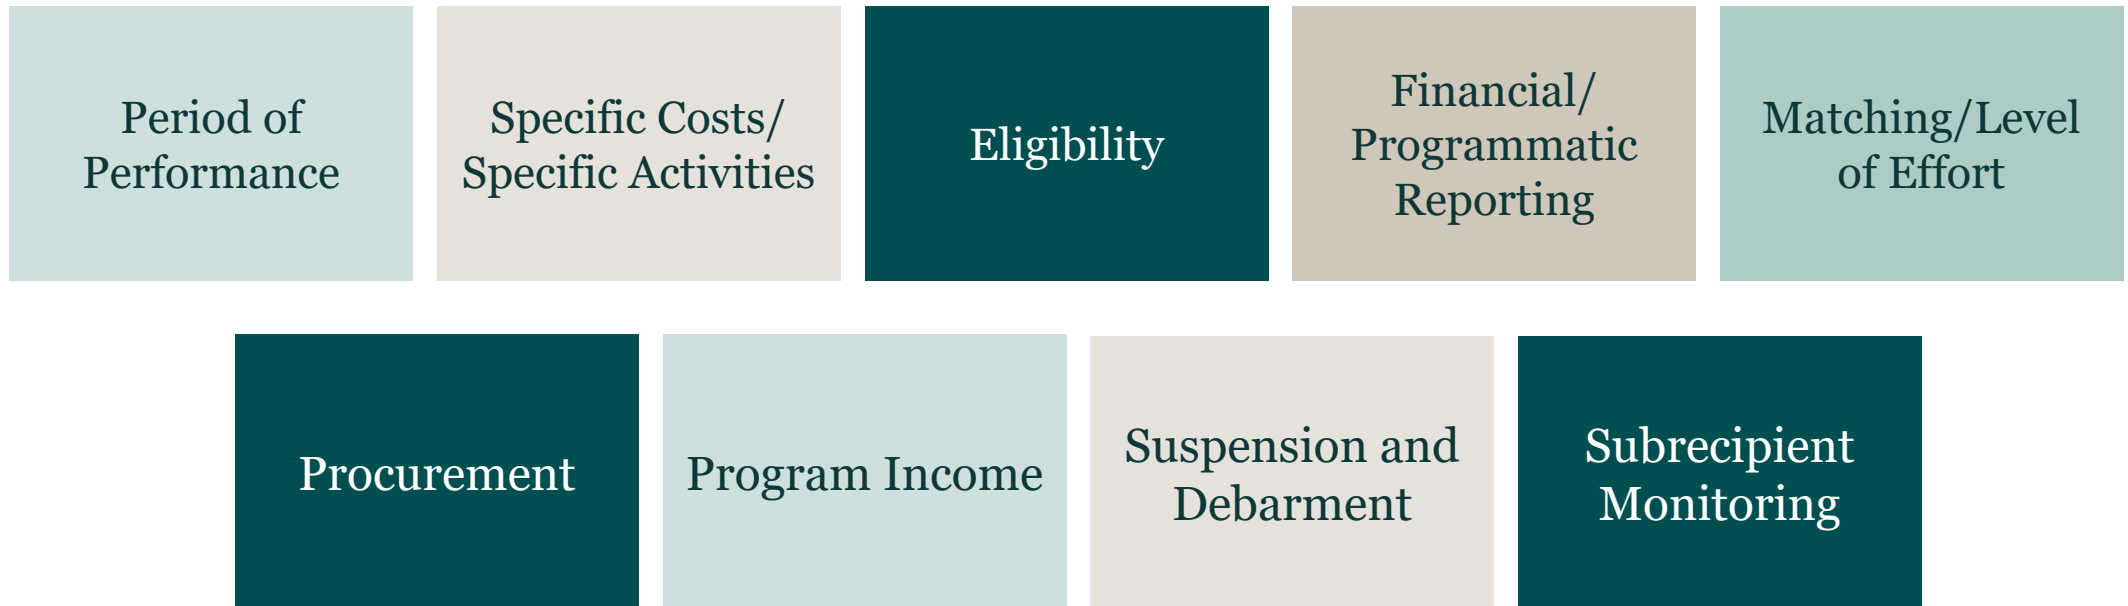 Period of
Performance
Specific Costs/
Specific Activities
Eligibility
Financial/
Programmatic
Reporting
Matching/Level
of Effort
Procurement
Program Income
Suspension and
Debarment
Subrecipient
Monitoring